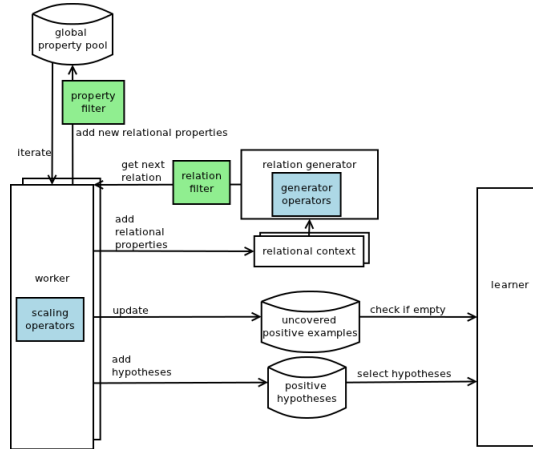 global
property pool
property
filter
add new relational properties
iterate
get next
relation
relation
filter
relation generator
generator
operators
add
relational
properties
relational context
worker
scaling
operators
learner
update
uncovered
positive examples
check if empty
add
hypotheses
positive
hypotheses
select hypotheses